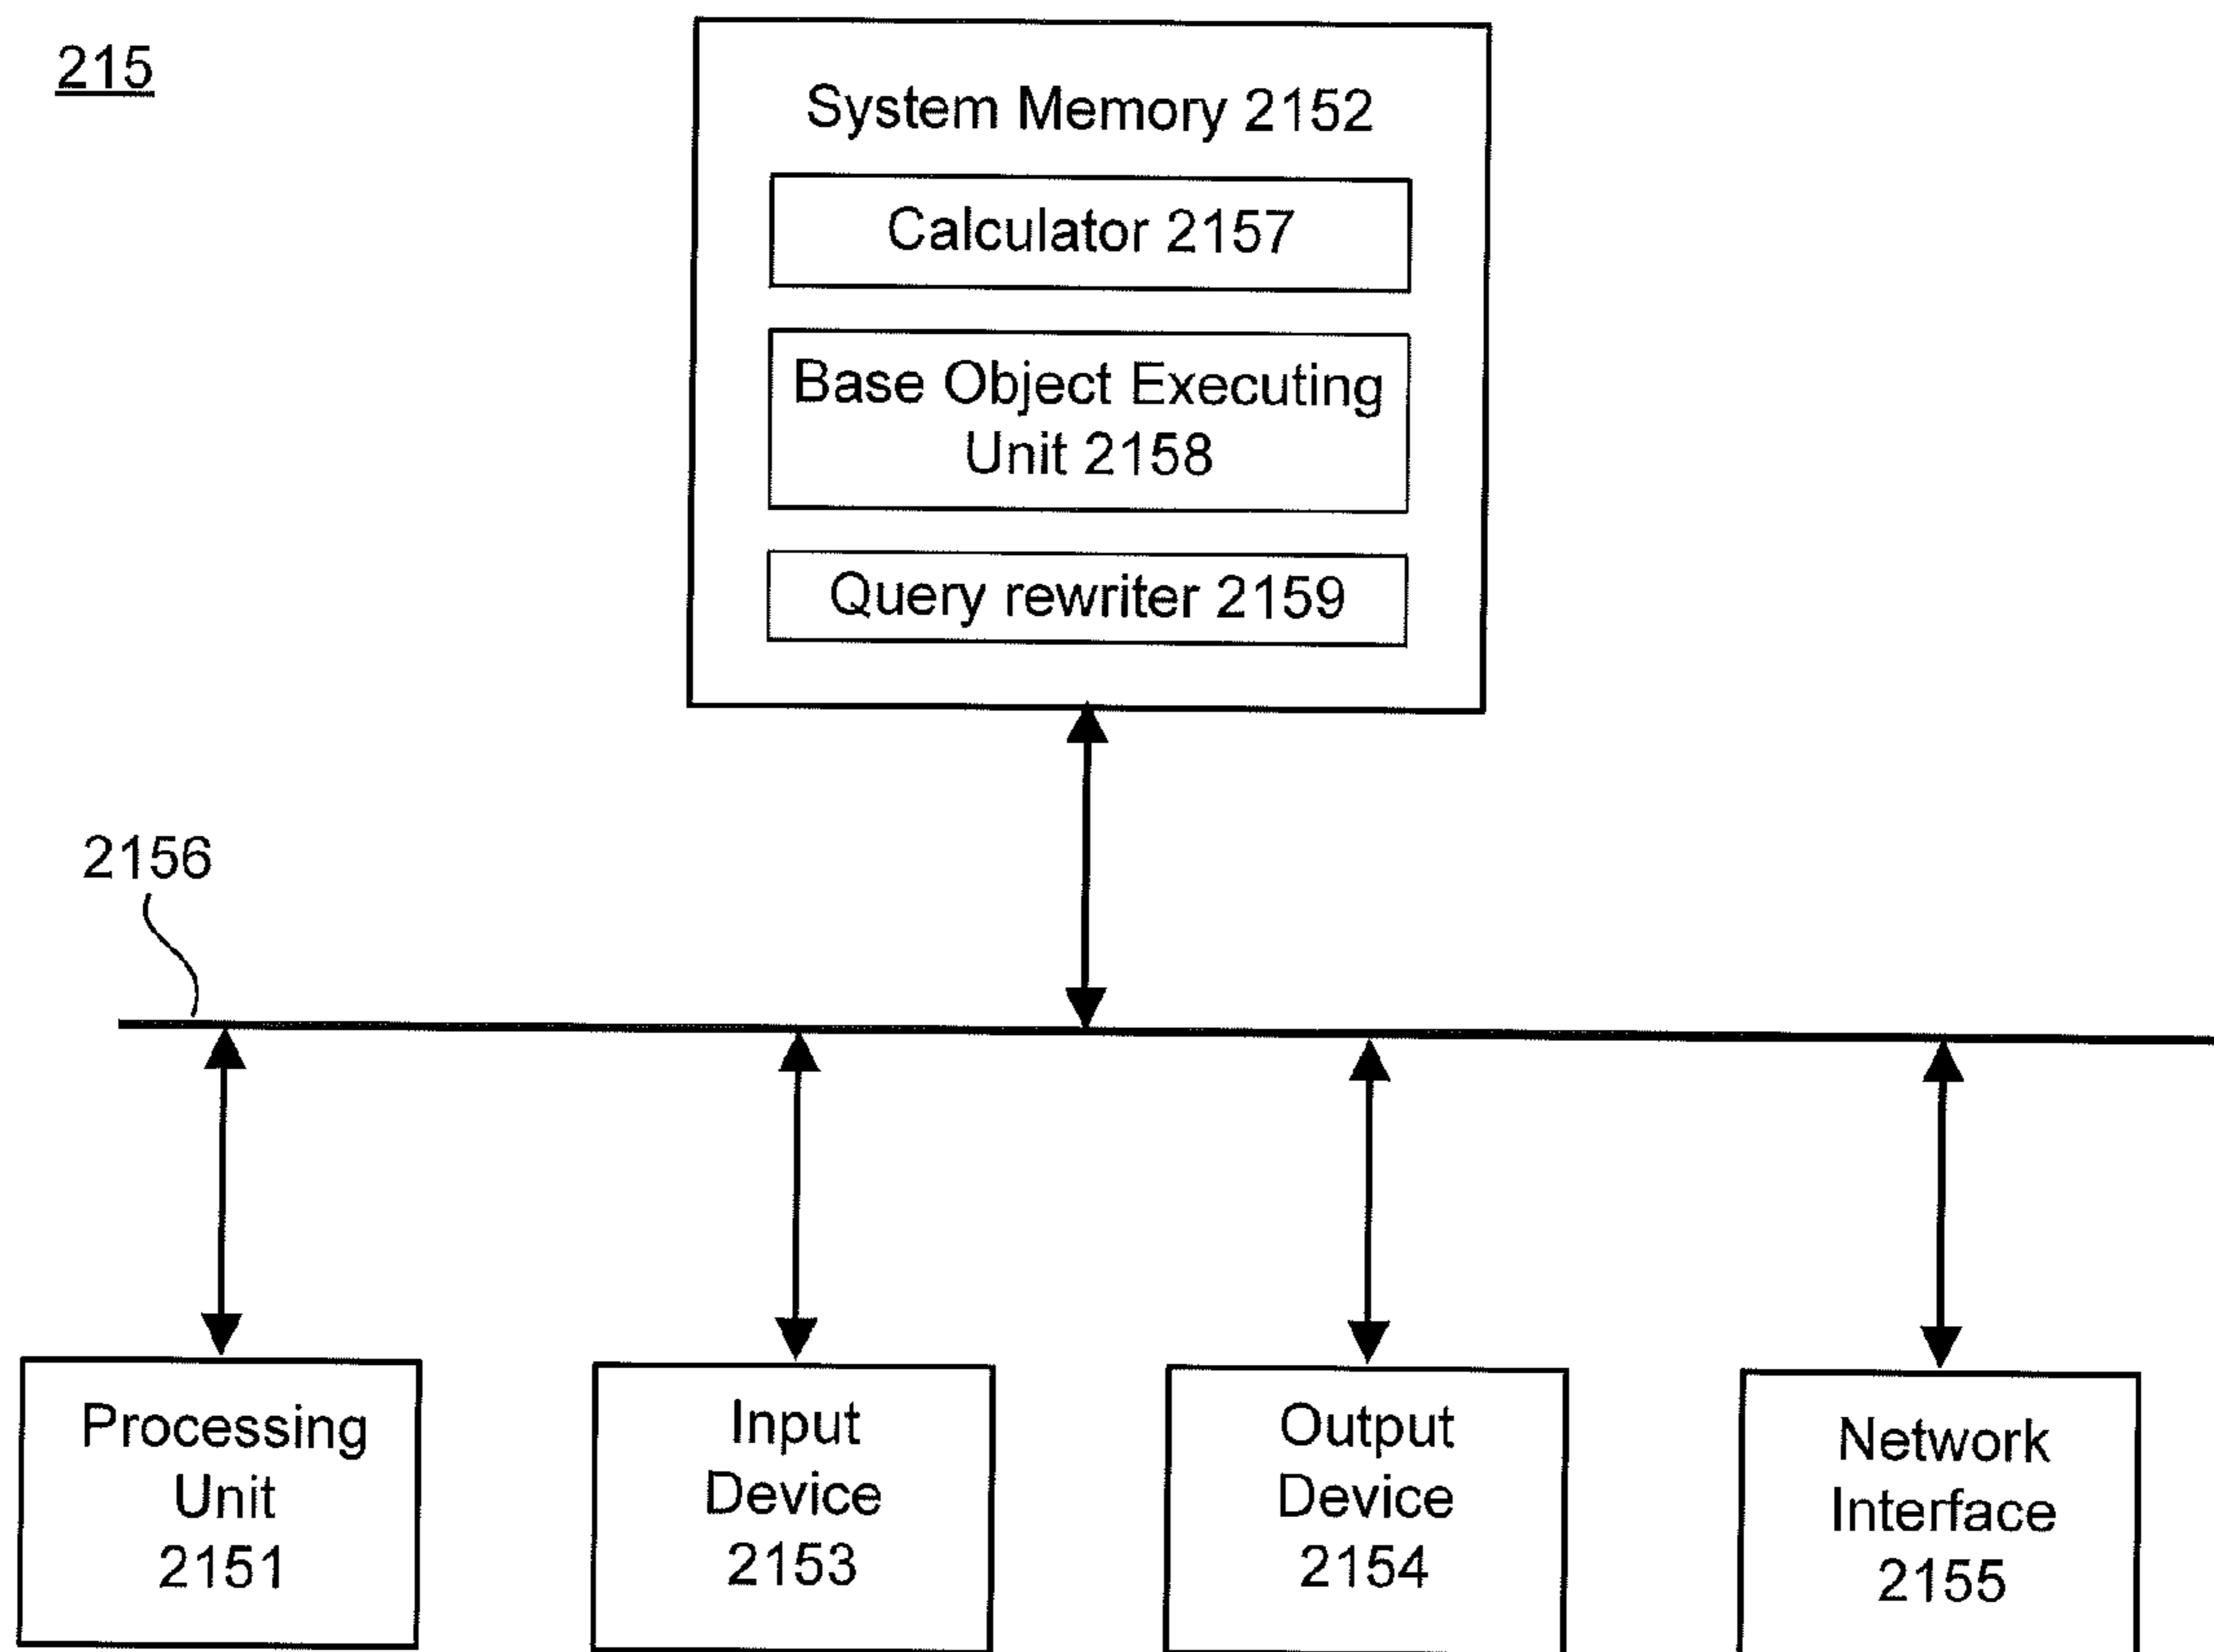 215
System Memory 2152
Calculator 2157
Base Object Executing
Unit 2158
Query rewriter 2159
2156
Processing
Unit
2151
Input
Device
2153
Output
Device
2154
Network
Interface
2155